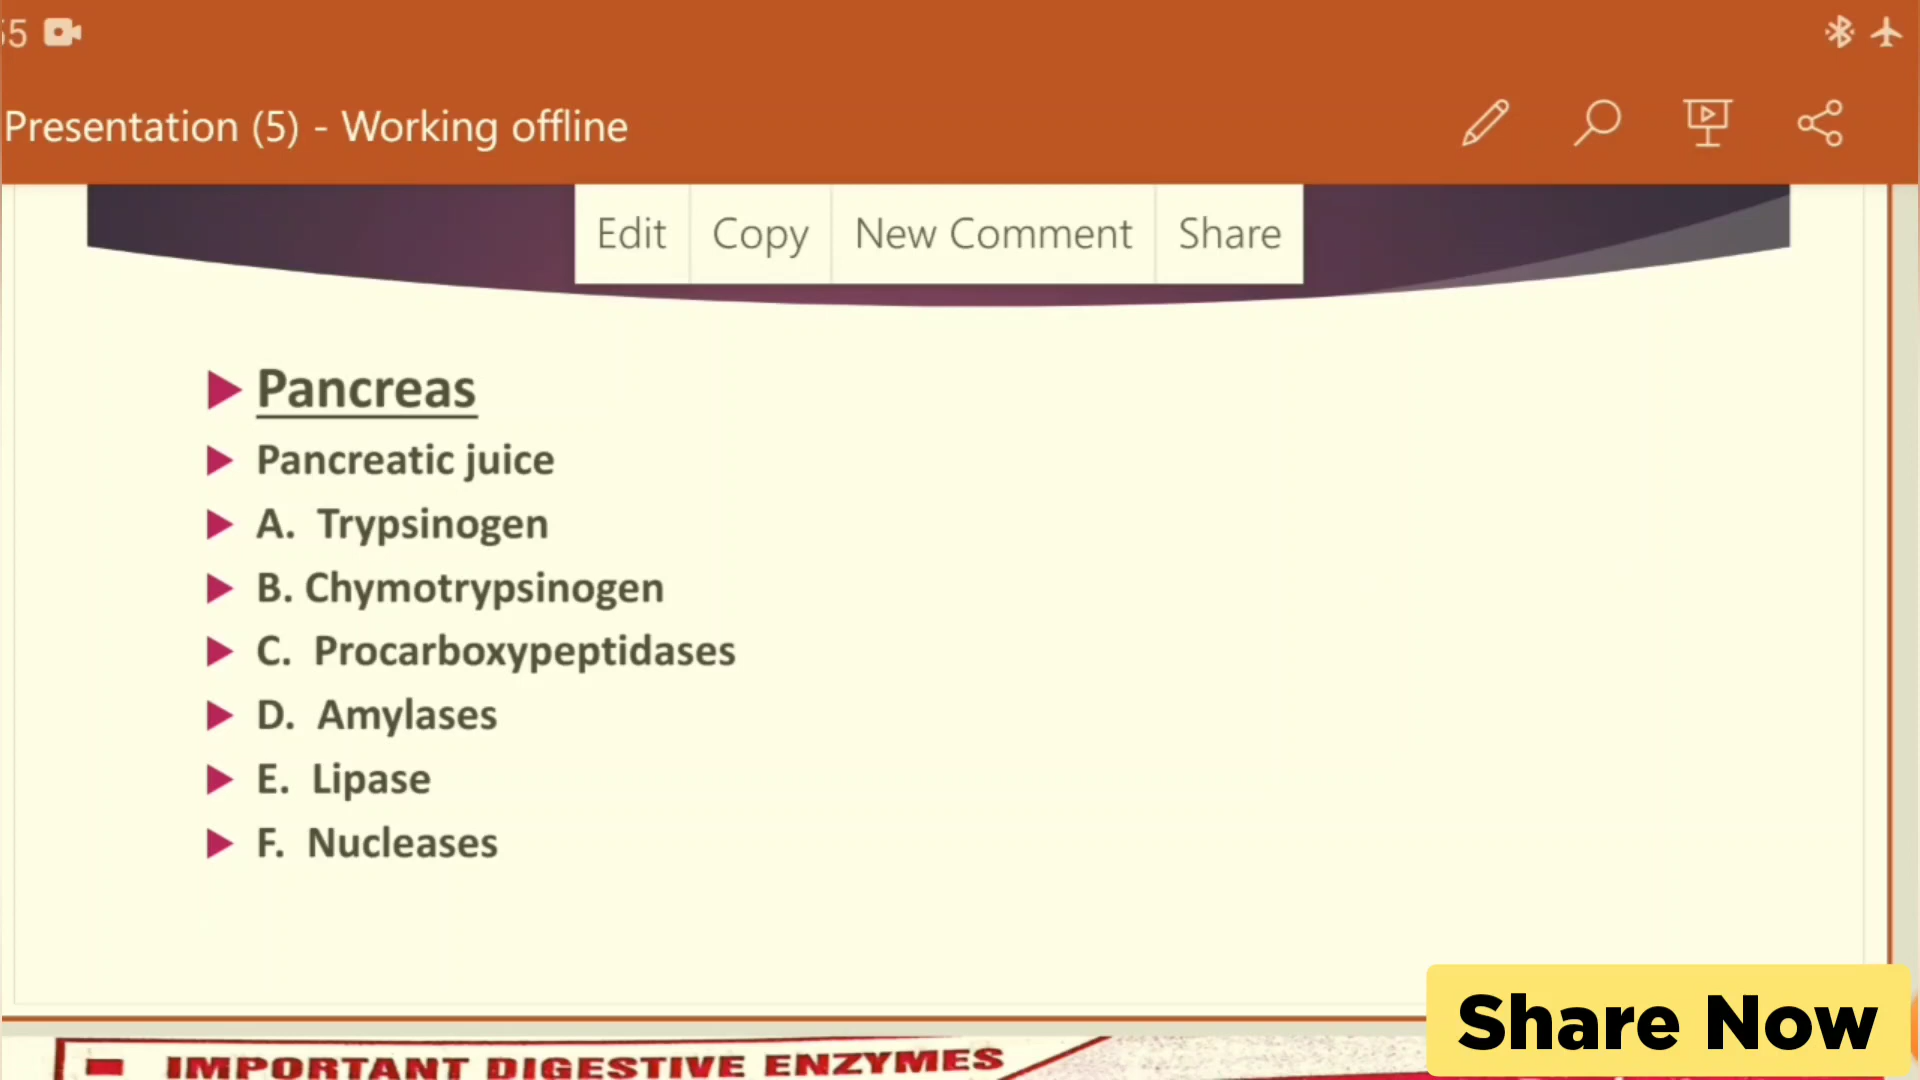 55
Presentation (5) - Working offline
Edit Copy New Comment Share
Pancreas
Pancreatic juice
A. Trypsinogen
B. Chymotrypsinogen
C. Procarboxypeptidases
D. Amylases
E. Lipase
F. Nucleases
Share Now
IMPORTANT DIGESTIVE ENZYMES